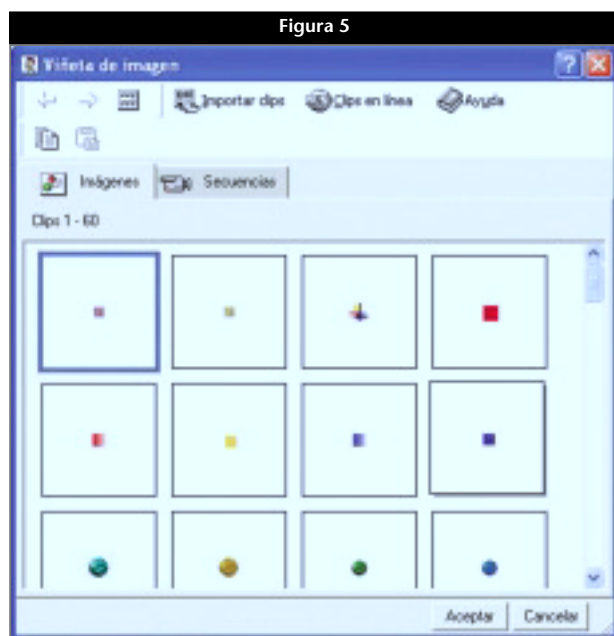 Figura 5
Viñeta de imagen
Importar clips Clips en línea Ayuda
Imágenes Secuencias
Clips 1 - 60
Aceptar Cancelar